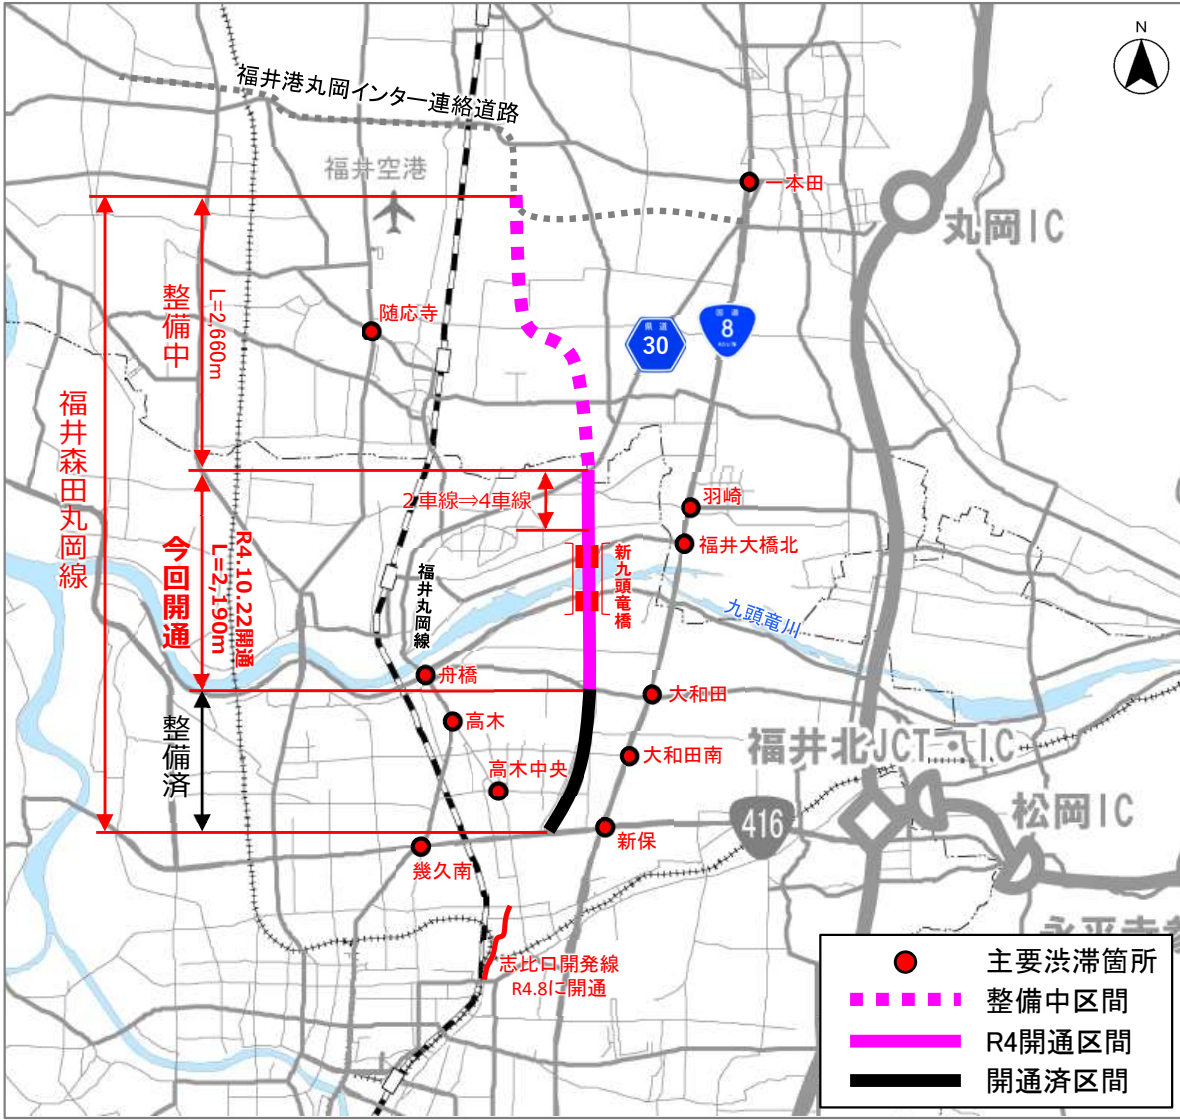 N
福井港丸岡インター連絡道路
福井空港
一本田
丸岡IC
整備中
L=2,660m
随応寺
県道
30
国道
8
ROUTE
福井森田丸岡線
2車線⇒4車線
羽崎
福井大橋北
今回開通
R4.10.22開通
L=2,190m
福井丸岡線
新九頭竜橋
九頭竜川
舟橋
大和田
整備済
高木
大和田南
福井北JCT・IC
高木中央
松岡IC
416
新保
幾久南
永平寺参
志比口開発線
R4.8に開通
主要渋滞箇所
整備中区間
R4開通区間
開通済区間